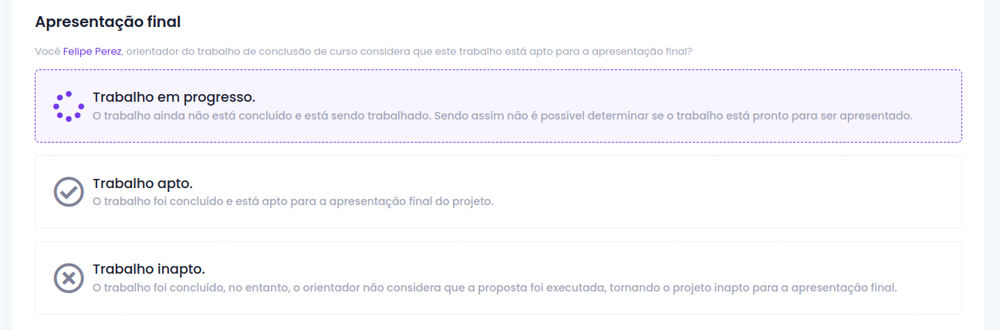 Apresentação final
Você Felipe Perez, orientador do trabalho de conclusão de curso considera que este trabalho está apto para a apresentação final?
Trabalho em progresso.
O trabalho ainda não está concluído e está sendo trabalhado. Sendo assim não é possível determinar se o trabalho está pronto para ser apresentado.
Trabalho apto.
O trabalho foi concluído e está apto para a apresentação final do projeto.
Trabalho inapto.
O trabalho foi concluído, no entanto, o orientador não considera que a proposta foi executada, tornando o projeto inapto para a apresentação final.